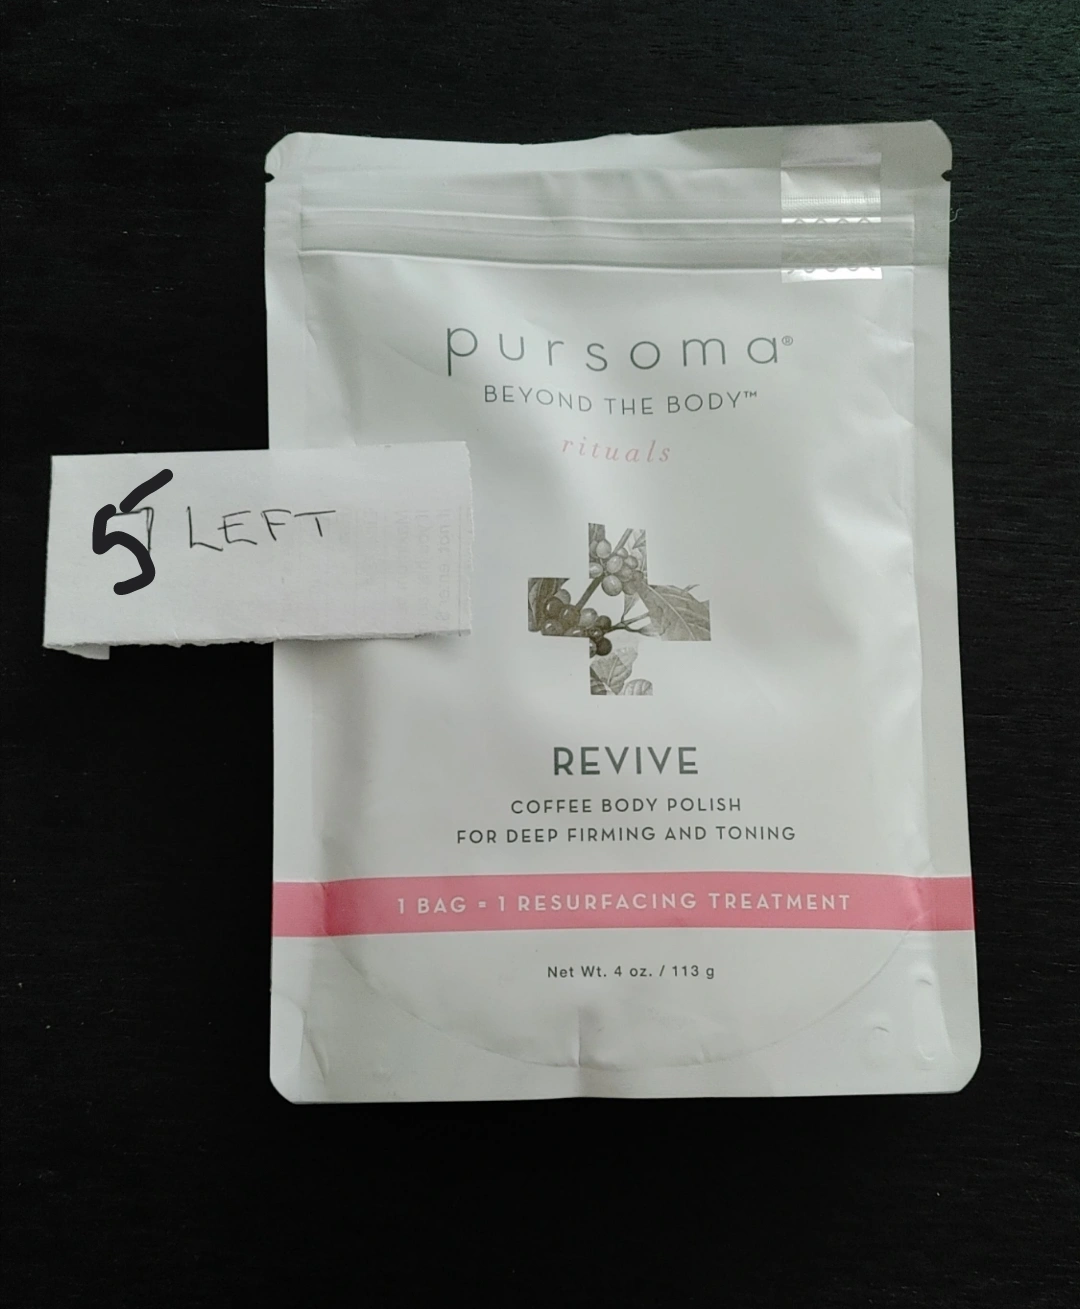 pursoma®
BEYOND THE BODY™
rituals
5 LEFT
REVIVE
COFFEE BODY POLISH
FOR DEEP FIRMING AND TONING
1 BAG = 1 RESURFACING TREATMENT
Net Wt. 4 oz. / 113 g